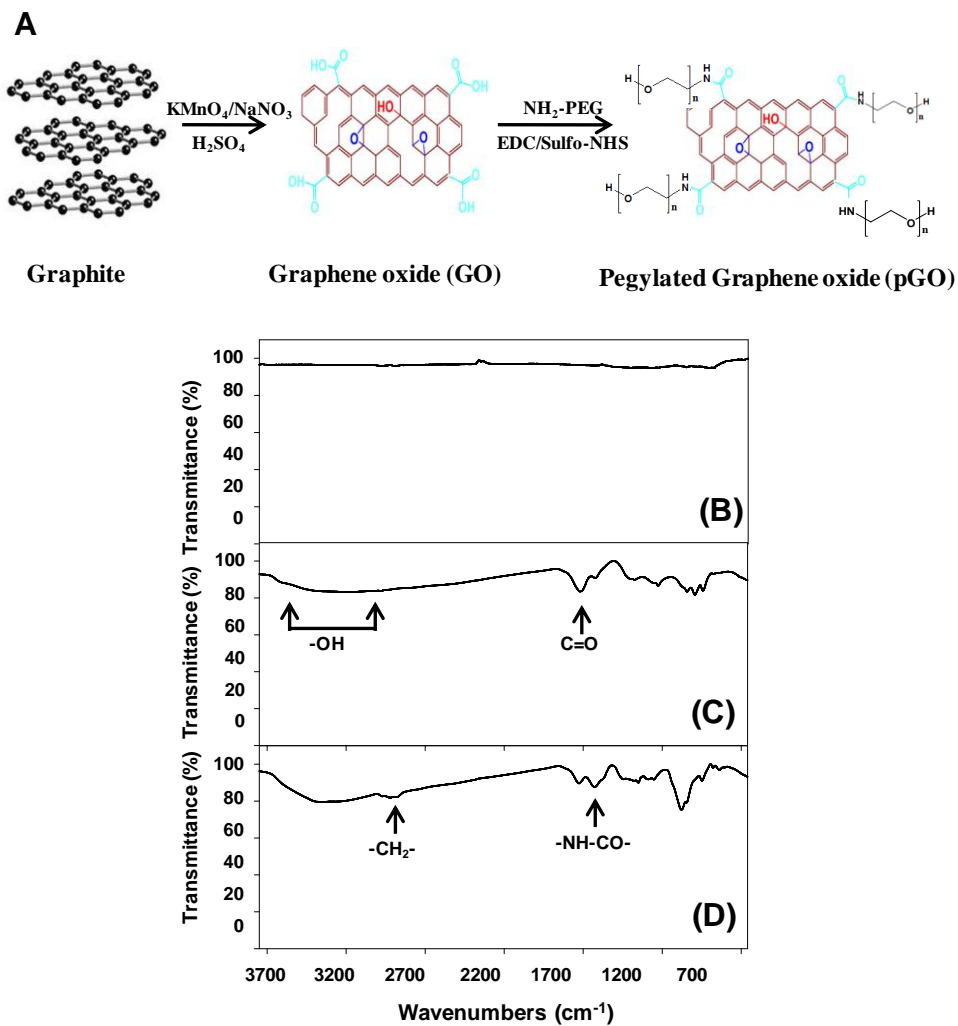 A
KMnO₄/NaNO₃
H₂SO₄
HO
O
O
OH
HO
O
O
OH
O
O
OH
NH₂-PEG
EDC/Sulfo-NHS
H
O
n
H
N
O
O
H
N
O
H
n
HO
O
O
H
O
n
H
N
O
O
NH
O
H
n
Graphite
Graphene oxide (GO)
Pegylated Graphene oxide (pGO)
Transmittance (%)
100
80
60
40
20
0
(B)
Transmittance (%)
100
80
60
40
20
0
-OH
C=O
(C)
Transmittance (%)
100
80
60
40
20
0
-CH₂-
-NH-CO-
(D)
3700 3200 2700 2200 1700 1200 700
Wavenumbers (cm⁻¹)